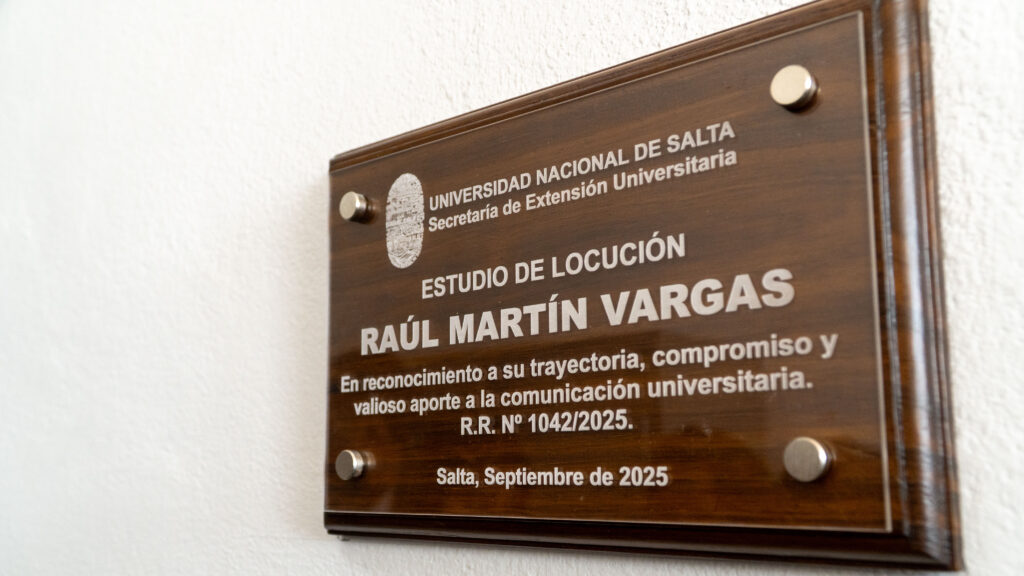 UNIVERSIDAD NACIONAL DE SALTA
Secretaría de Extensión Universitaria
ESTUDIO DE LOCUCIÓN
RAÚL MARTÍN VARGAS
En reconocimiento a su trayectoria, compromiso y
valioso aporte a la comunicación universitaria.
R.R. Nº 1042/2025.
Salta, Septiembre de 2025